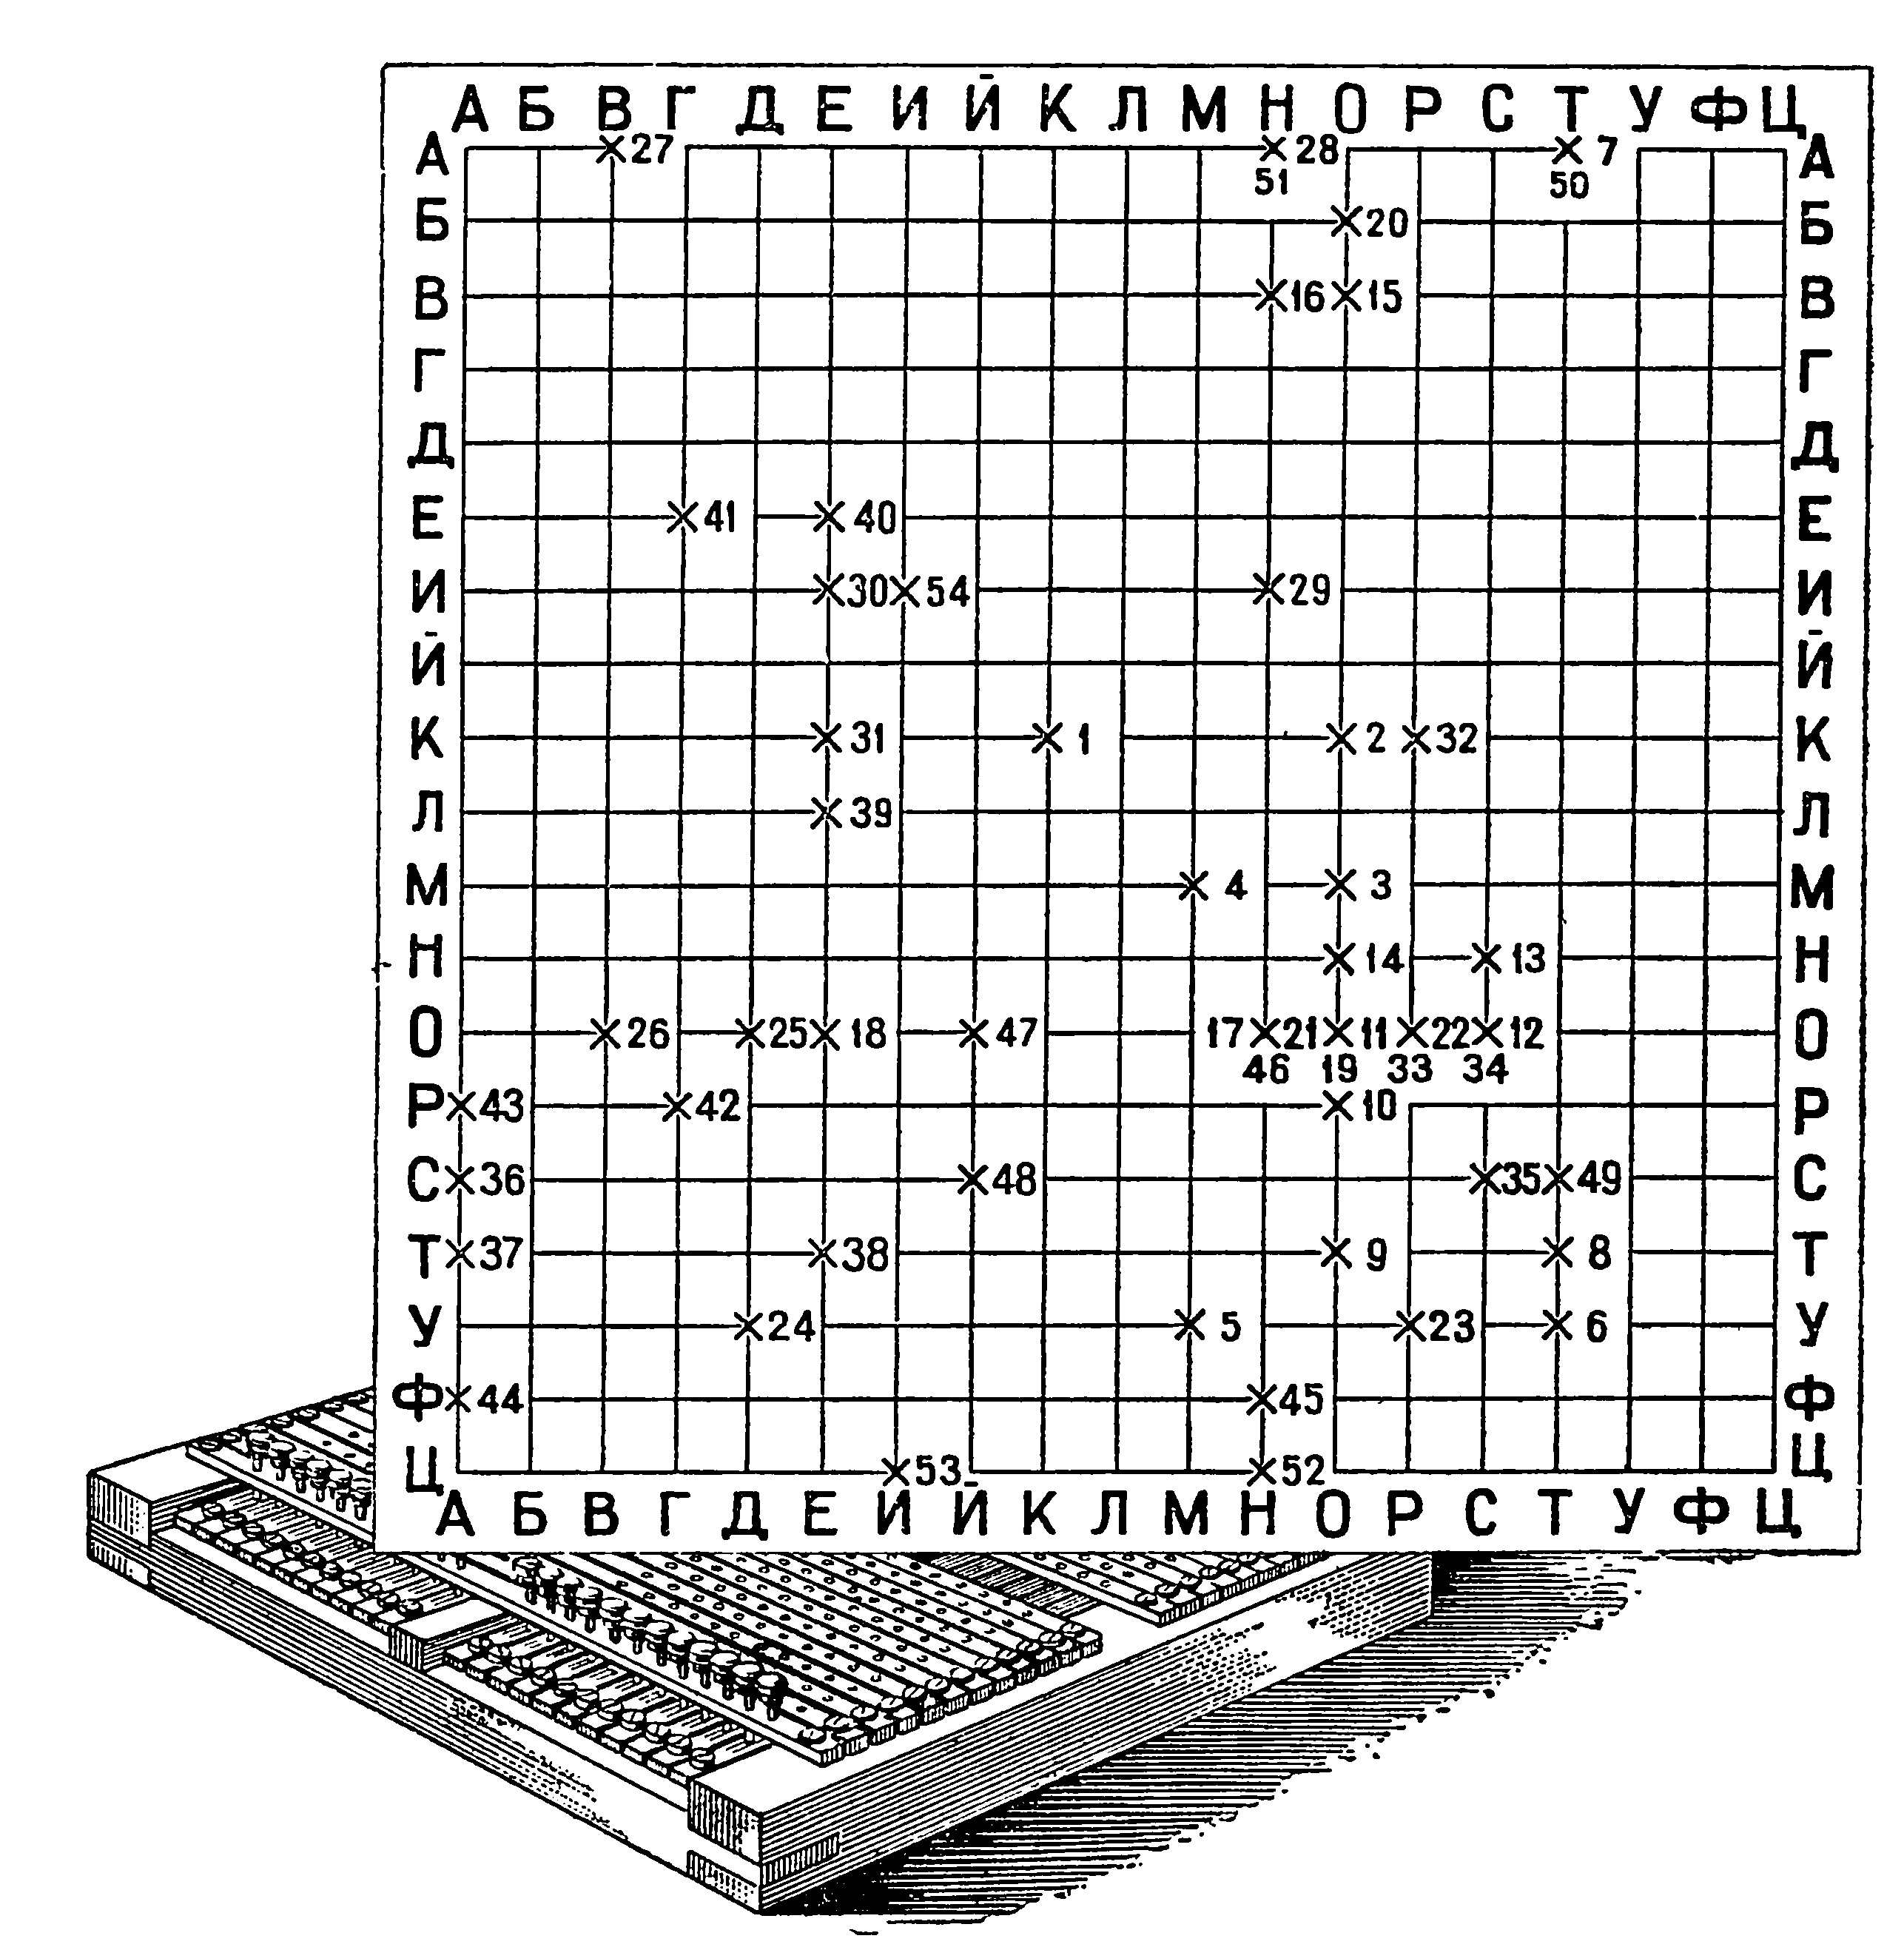 А Б В Г Д Е И Й К Л М Н О Р С Т У Ф Ц
А 27 28 7 А
51 50
Б 20 Б
В 16 15 В
Г Г
Д Д
Е 41 40 Е
И 30 54 29 И
Й Й
К 31 1 2 32 К
Л 39 Л
М 4 3 М
Н 14 13 Н
О 26 25 18 47 17 21 11 22 12 О
46 19 33 34
Р 43 42 10 Р
С 36 48 35 49 С
Т 37 38 9 8 Т
У 24 5 23 6 У
Ф 44 45 Ф
Ц 53 52 Ц
А Б В Г Д Е И Й К Л М Н О Р С Т У Ф Ц